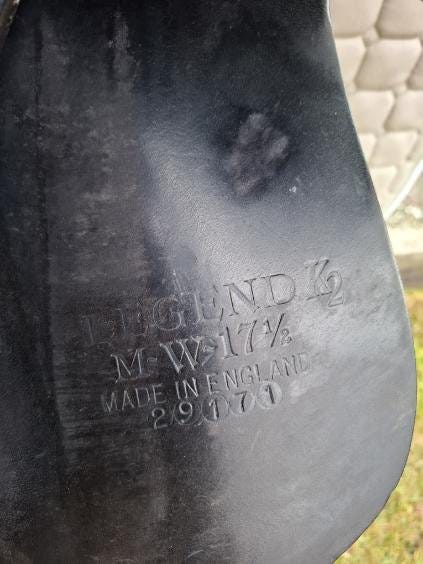 LEGEND K2
M-W-17½
MADE IN ENGLAND
29171